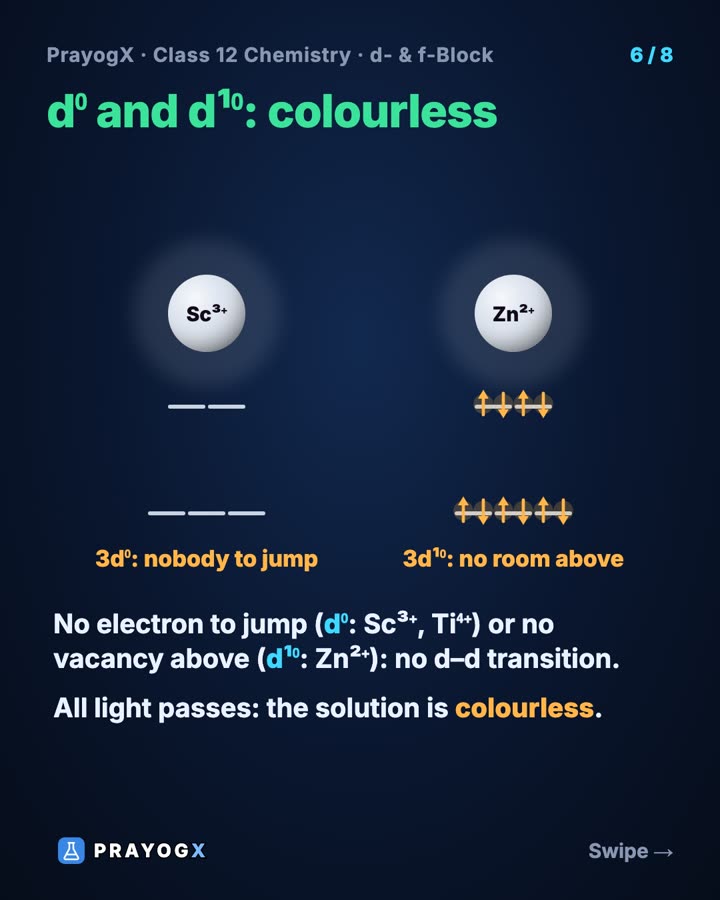 PrayogX · Class 12 Chemistry · d- & f-Block
6 / 8
d⁰ and d¹⁰: colourless
Sc³⁺
Zn²⁺
3d⁰: nobody to jump
3d¹⁰: no room above
No electron to jump (d⁰: Sc³⁺, Ti⁴⁺) or no
vacancy above (d¹⁰: Zn²⁺): no d–d transition.
All light passes: the solution is colourless.
PRAYOGX
Swipe →